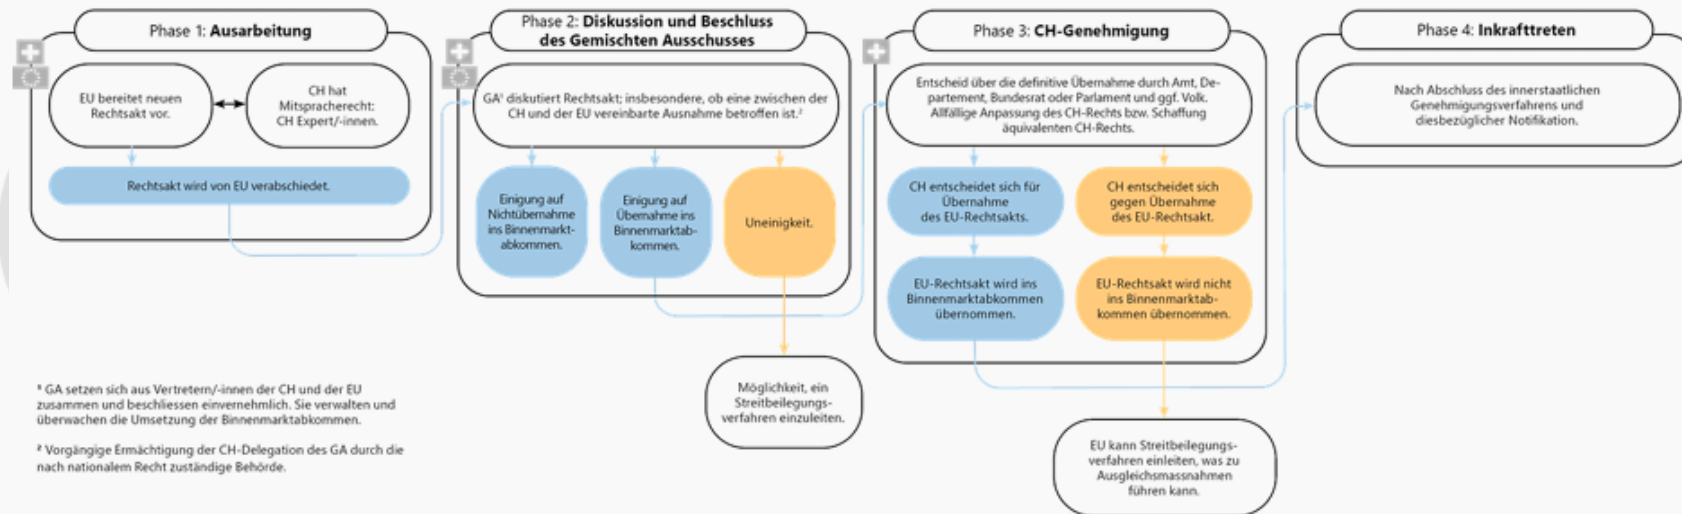 Phase 1: Ausarbeitung
EU bereitet neuen
Rechtsakt vor.
CH hat
Mitspracherecht:
CH Expert/-innen.
Rechtsakt wird von EU verabschiedet.
Phase 2: Diskussion und Beschluss
des Gemischten Ausschusses
GA¹ diskutiert Rechtsakt; insbesondere, ob eine zwischen der
CH und der EU vereinbarte Ausnahme betroffen ist.²
Einigung auf
Nichtübernahme
ins Binnenmarkt-
abkommen.
Einigung auf
Übernahme ins
Binnenmarktab-
kommen.
Uneinigkeit.
Möglichkeit, ein
Streitbeilegungs-
verfahren einzuleiten.
Phase 3: CH-Genehmigung
Entscheid über die definitive Übernahme durch Amt, De-
partement, Bundesrat oder Parlament und ggf. Volk.
Allfällige Anpassung des CH-Rechts bzw. Schaffung
äquivalenten CH-Rechts.
CH entscheidet sich für
Übernahme
des EU-Rechtsakts.
CH entscheidet sich
gegen Übernahme
des EU-Rechtsakt.
EU-Rechtsakt wird ins
Binnenmarktabkommen
übernommen.
EU-Rechtsakt wird nicht
ins Binnenmarktab-
kommen übernommen.
EU kann Streitbeilegungs-
verfahren einleiten, was zu
Ausgleichsmassnahmen
führen kann.
Phase 4: Inkrafttreten
Nach Abschluss des innerstaatlichen
Genehmigungsverfahrens und
diesbezüglicher Notifikation.
¹ GA setzen sich aus Vertretern/-innen der CH und der EU
zusammen und beschliessen einvernehmlich. Sie verwalten und
überwachen die Umsetzung der Binnenmarktabkommen.
² Vorgängige Ermächtigung der CH-Delegation des GA durch die
nach nationalem Recht zuständige Behörde.